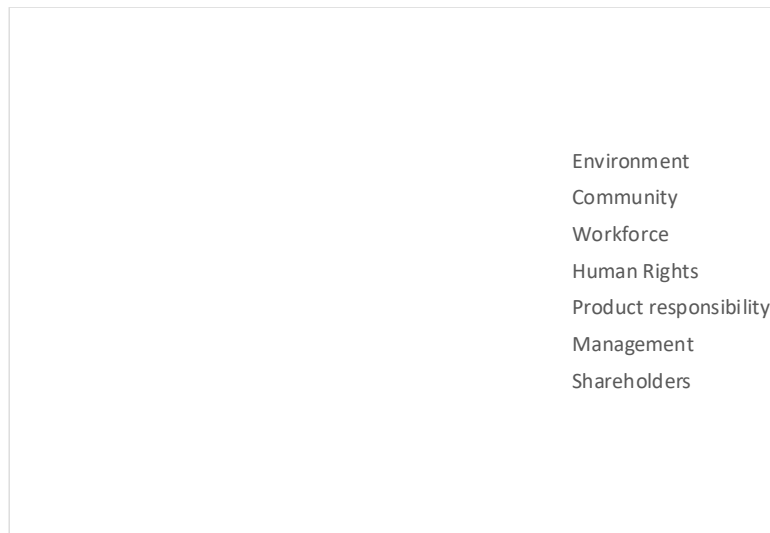 Environment
Community
Workforce
Human Rights
Product responsibility
Management
Shareholders